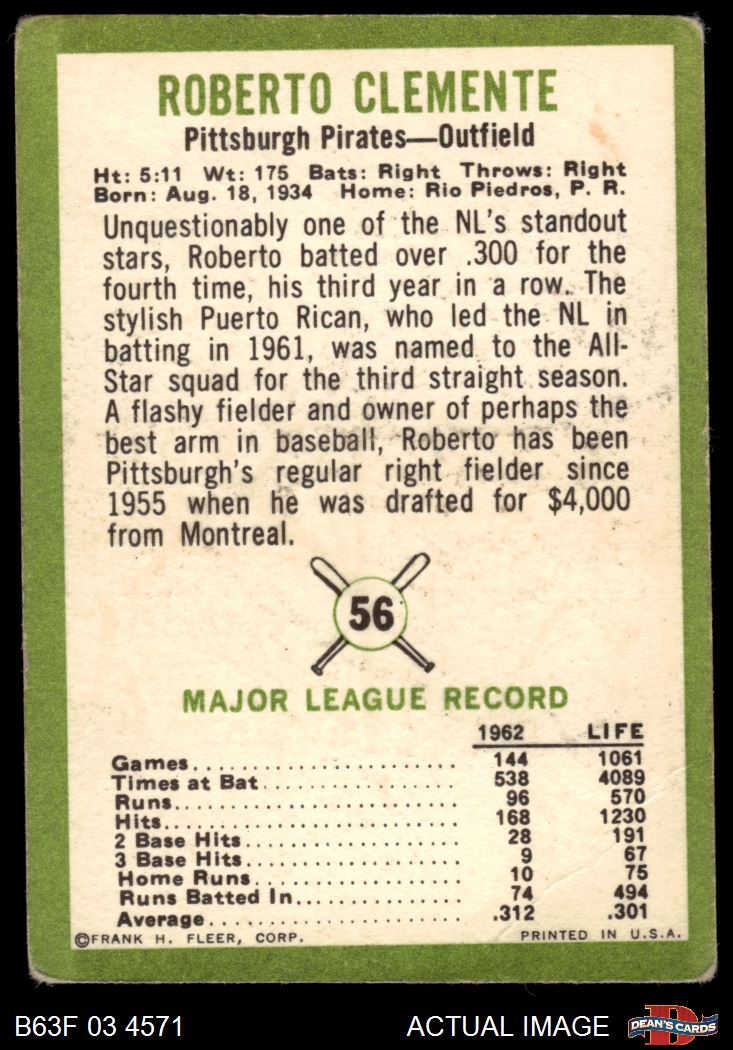 ROBERTO CLEMENTE
Pittsburgh Pirates—Outfield
Ht: 5:11 Wt: 175 Bats: Right Throws: Right
Born: Aug. 18, 1934 Home: Rio Piedros, P. R.
Unquestionably one of the NL's standout
stars, Roberto batted over .300 for the
fourth time, his third year in a row. The
stylish Puerto Rican, who led the NL in
batting in 1961, was named to the All-
Star squad for the third straight season.
A flashy fielder and owner of perhaps the
best arm in baseball, Roberto has been
Pittsburgh's regular right fielder since
1955 when he was drafted for $4,000
from Montreal.
56
MAJOR LEAGUE RECORD
1962 LIFE
Games 144 1061
Times at Bat 538 4089
Runs 96 570
Hits 168 1230
2 Base Hits 28 191
3 Base Hits 9 67
Home Runs 10 75
Runs Batted In 74 494
Average .312 .301
©FRANK H. FLEER, CORP. PRINTED IN U.S.A.
B63F 03 4571 ACTUAL IMAGE DEAN'S CARDS